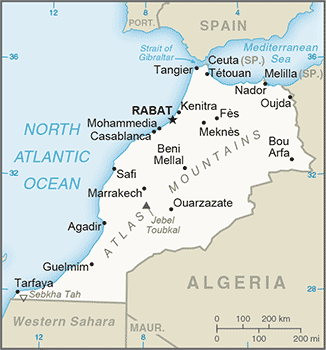 12
8
4
PORT.
SPAIN
Strait of
Gibraltar
Mediterranean
Sea
36
36
Ceuta (SP.)
Tangier
Tétouan
Melilla (SP.)
Nador
Oujda
RABAT
Kenitra
Fès
Mohammedia
Casablanca
Meknès
NORTH
ATLANTIC
OCEAN
Beni
Mellal
Bou
Arfa
32
32
Safi
Marrakech
ATLAS MOUNTAINS
Ouarzazate
Jebel
Toubkal
Agadir
Guelmim
ALGERIA
Tarfaya
Sebkha Tah
28
28
Western Sahara
MAUR.
0 100 200 km
0 100 200 mi
12
8
4